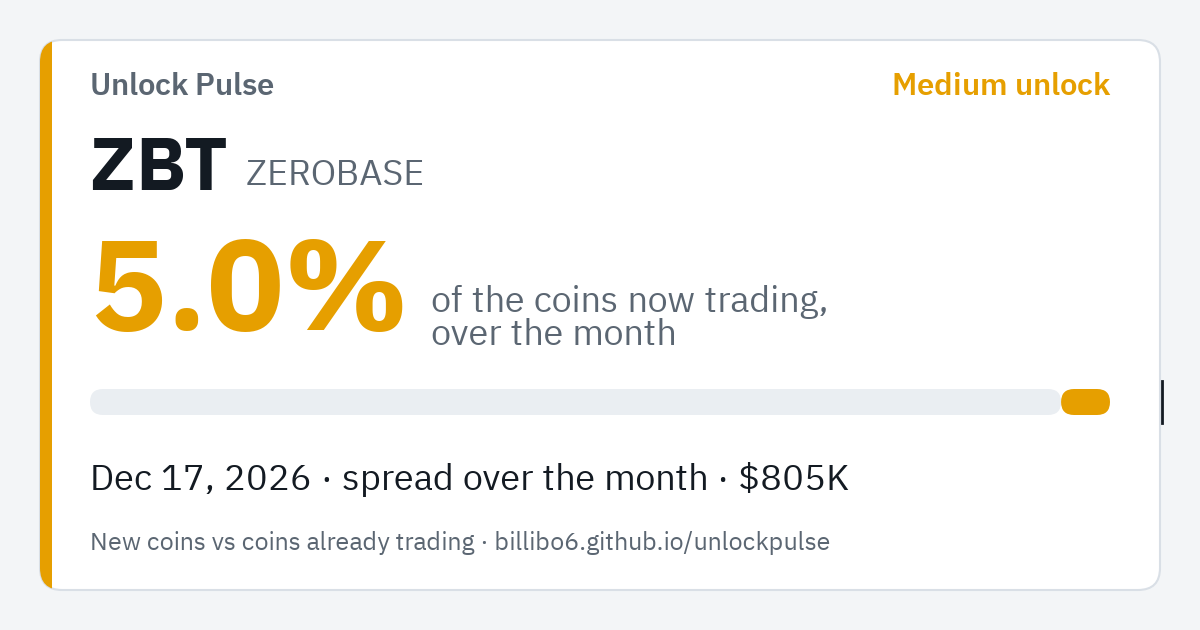 Unlock Pulse
Medium unlock
ZBT ZEROBASE
5.0% of the coins now trading,
over the month
Dec 17, 2026 · spread over the month · $805K
New coins vs coins already trading · billibo6.github.io/unlockpulse